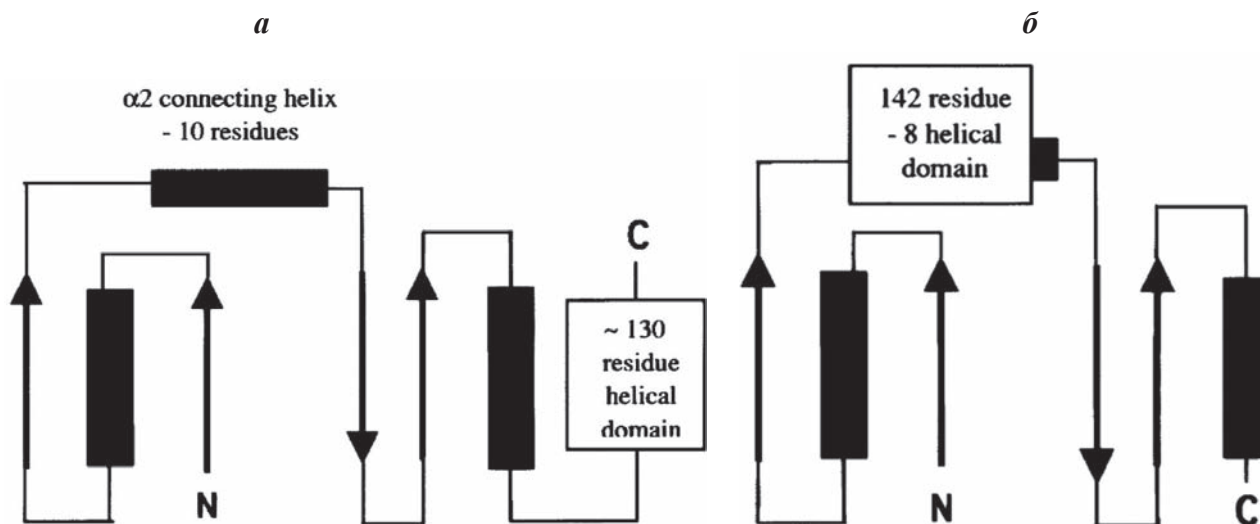 а
α2 connecting helix
- 10 residues
N
C
~ 130
residue
helical
domain
б
142 residue
- 8 helical
domain
N
C